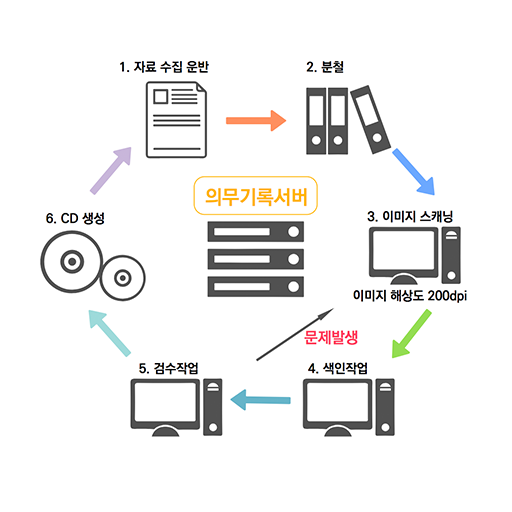 1. 자료 수집 운반
2. 분철
의무기록서버
6. CD 생성
3. 이미지 스캐닝
이미지 해상도 200dpi
문제발생
5. 검수작업
4. 색인작업